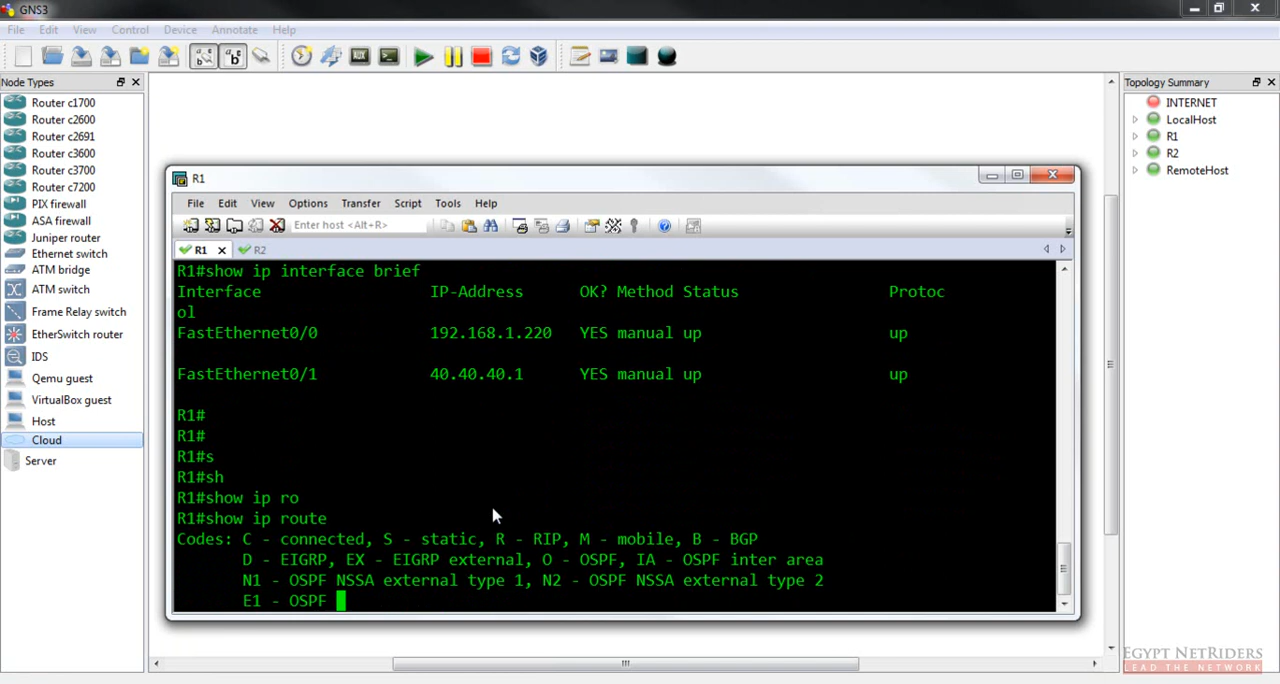 GNS3
File Edit View Control Device Annotate Help
Node Types
Topology Summary
Router c1700
Router c2600
Router c2691
Router c3600
Router c3700
Router c7200
PIX firewall
ASA firewall
Juniper router
Ethernet switch
ATM bridge
ATM switch
Frame Relay switch
EtherSwitch router
IDS
Qemu guest
VirtualBox guest
Host
Cloud
Server
INTERNET
LocalHost
R1
R2
RemoteHost
R1
File Edit View Options Transfer Script Tools Help
Enter host <Alt+R>
R1 R2
R1#show ip interface brief
Interface IP-Address OK? Method Status Protoc
ol
FastEthernet0/0 192.168.1.220 YES manual up up
FastEthernet0/1 40.40.40.1 YES manual up up
R1#
R1#
R1#s
R1#sh
R1#show ip ro
R1#show ip route
Codes: C - connected, S - static, R - RIP, M - mobile, B - BGP
D - EIGRP, EX - EIGRP external, O - OSPF, IA - OSPF inter area
N1 - OSPF NSSA external type 1, N2 - OSPF NSSA external type 2
E1 - OSPF
EGYPT NETRIDERS
LEAD THE NETWORK